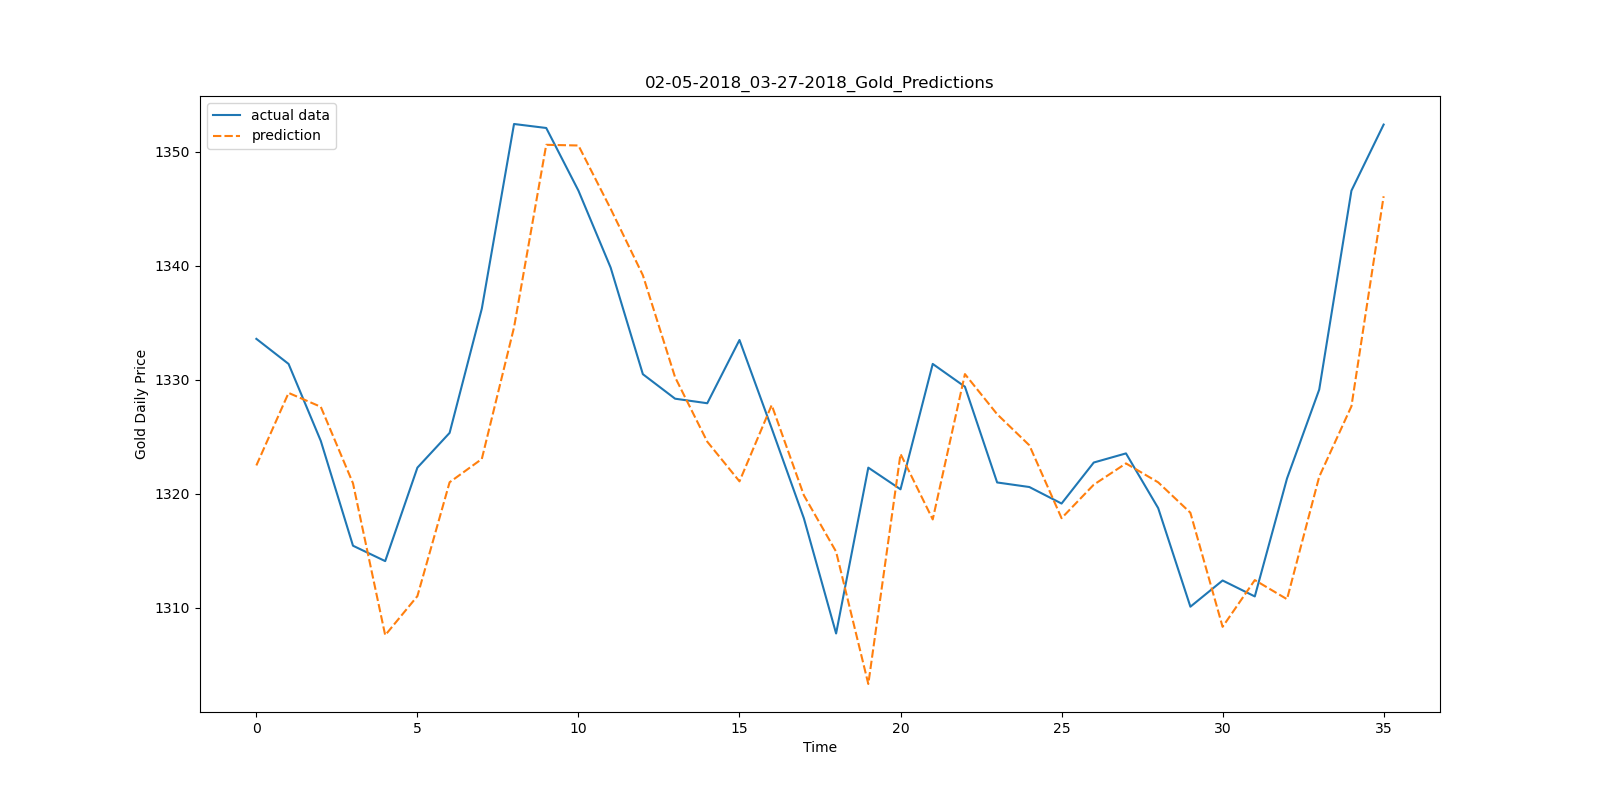 02-05-2018_03-27-2018_Gold_Predictions
actual data
prediction
Gold Daily Price
1350
1340
1330
1320
1310
0 5 10 15 20 25 30 35
Time